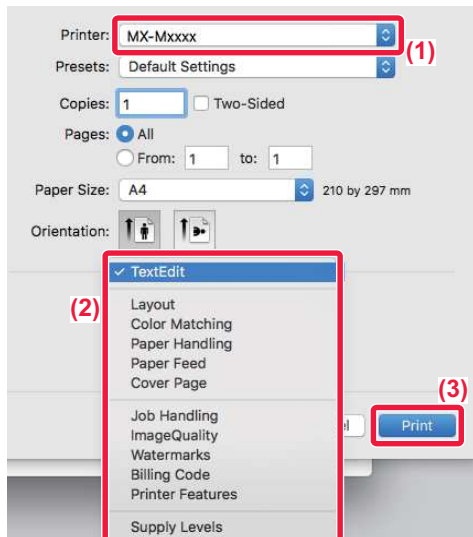 Printer: MX-Mxxxx
(1)
Presets: Default Settings
Copies: 1 Two-Sided
Pages: All
From: 1 to: 1
Paper Size: A4 210 by 297 mm
Orientation:
✓ TextEdit
(2)
Layout
Color Matching
Paper Handling
Paper Feed
Cover Page
(3)
Job Handling
ImageQuality
Watermarks
Billing Code
Printer Features
Print
Supply Levels